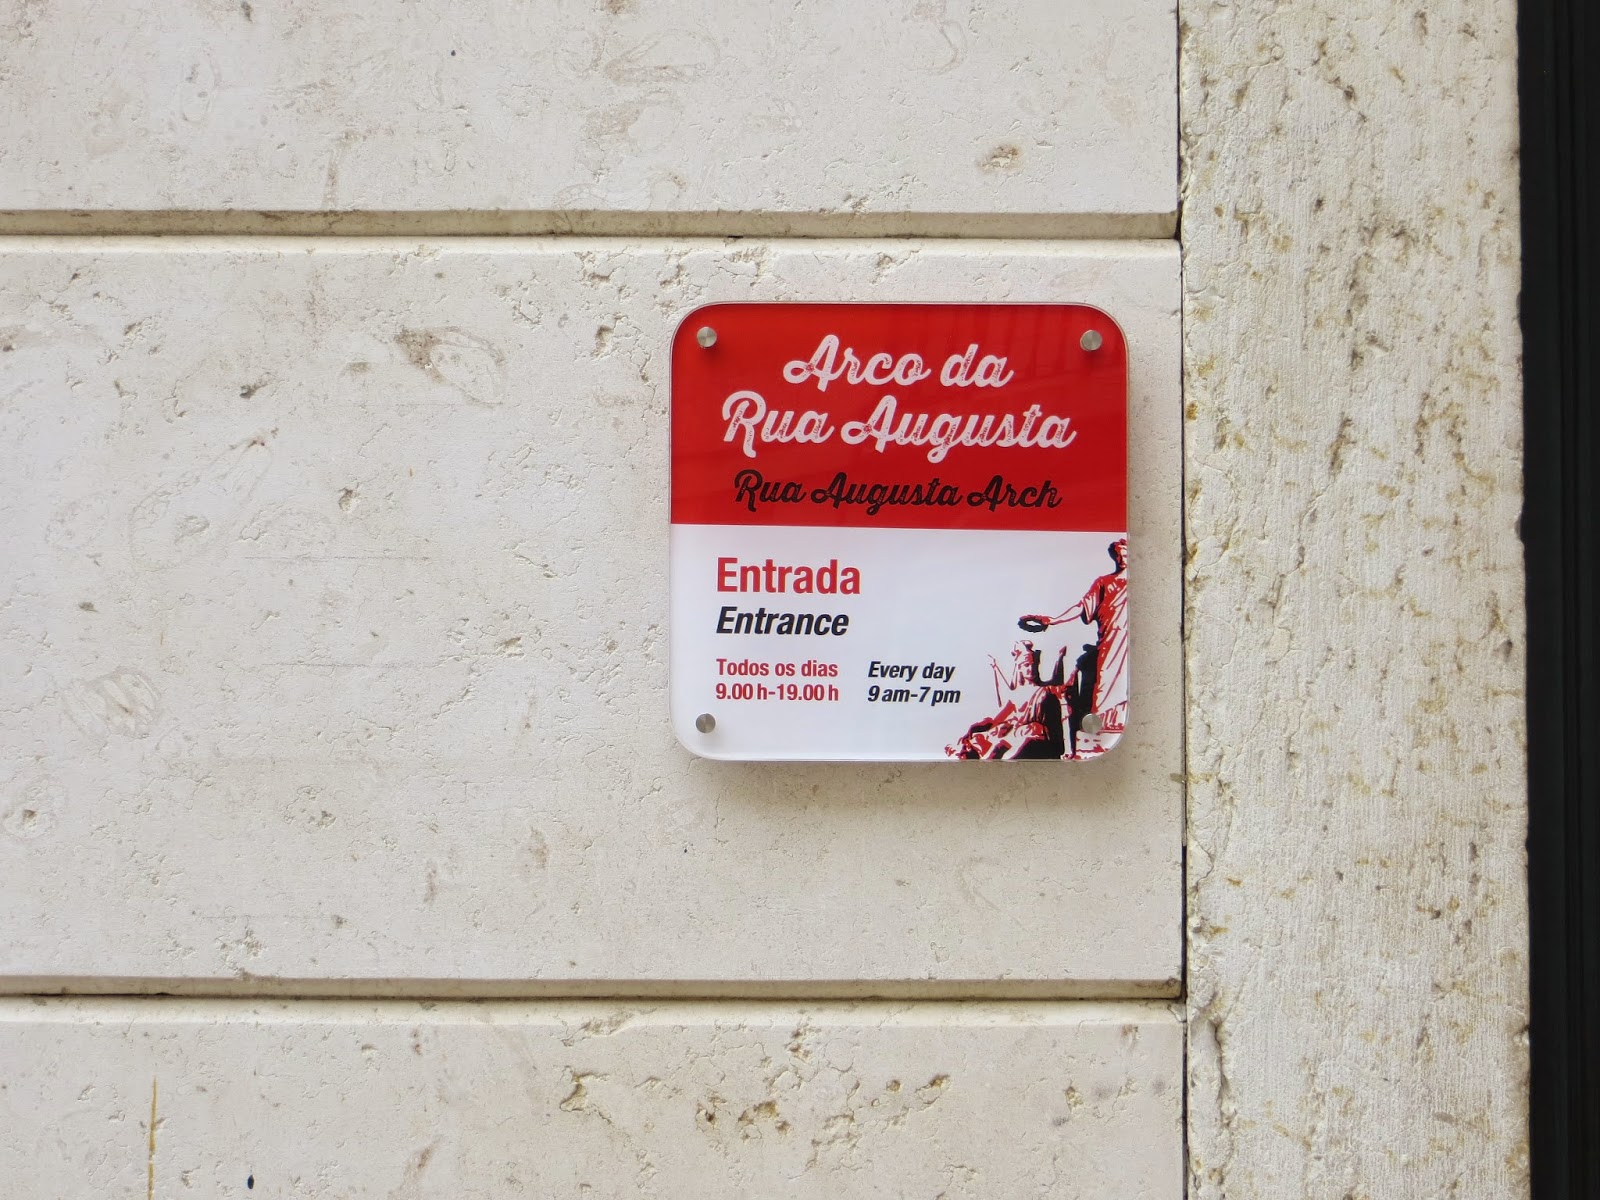 Arco da
Rua Augusta
Rua Augusta Arch
Entrada
Entrance
Todos os dias
9.00 h-19.00 h
Every day
9 am-7 pm